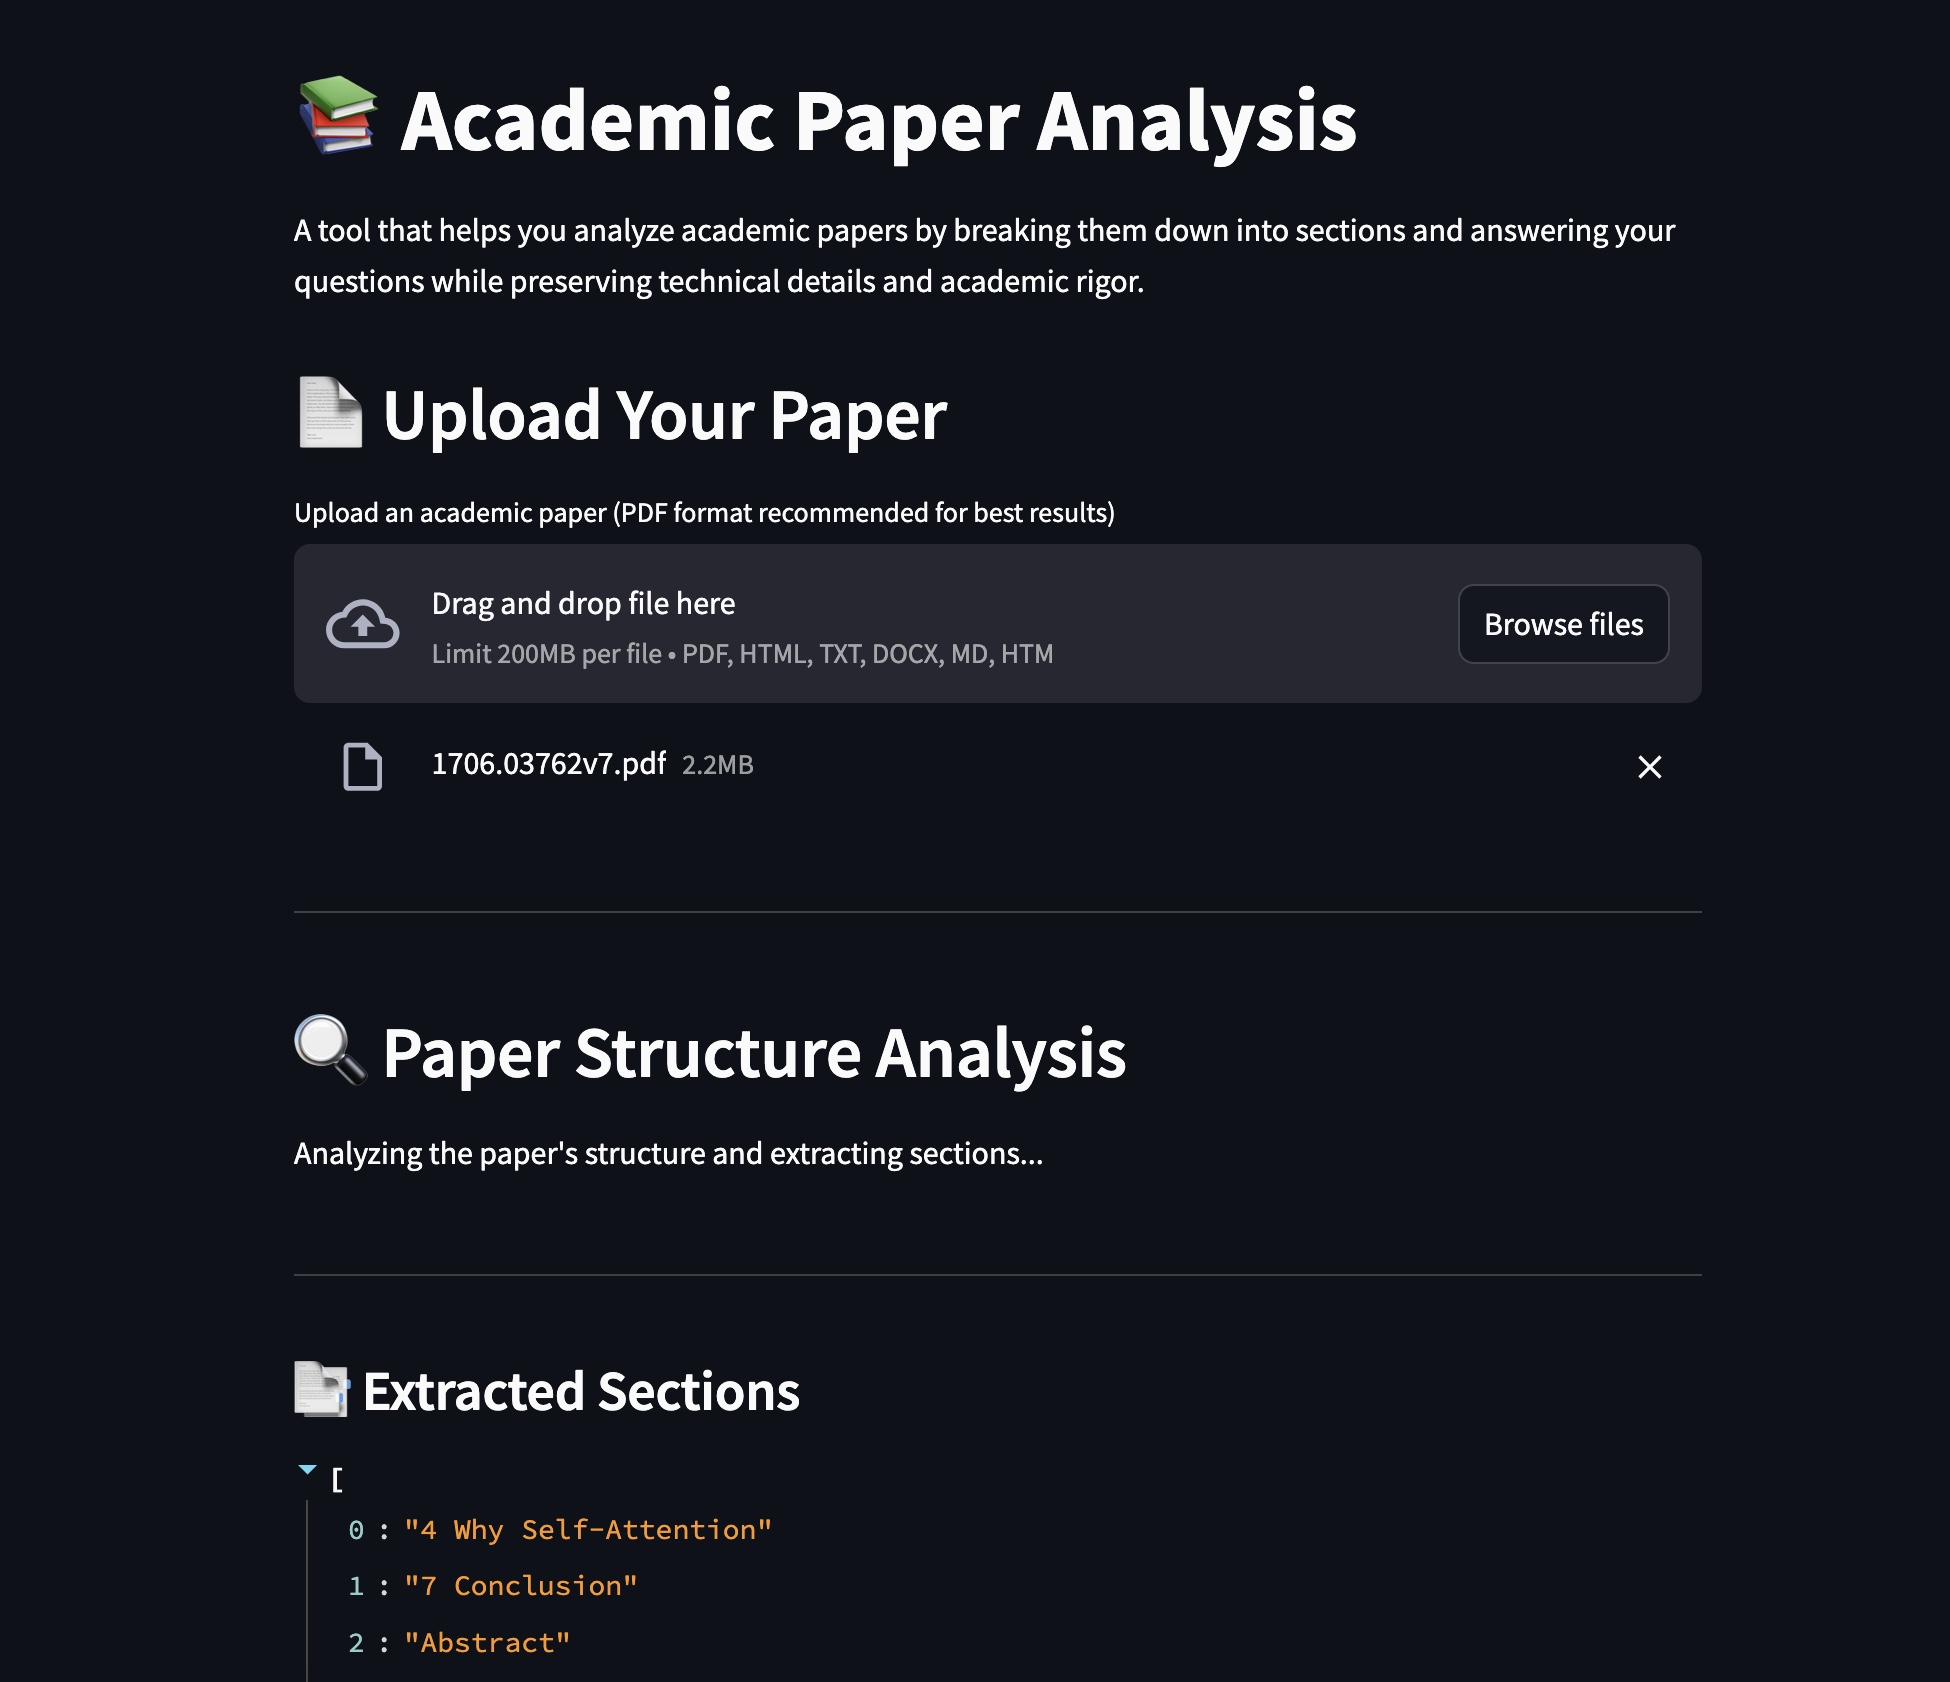 Academic Paper Analysis
A tool that helps you analyze academic papers by breaking them down into sections and answering your
questions while preserving technical details and academic rigor.
Upload Your Paper
Upload an academic paper (PDF format recommended for best results)
Drag and drop file here
Limit 200MB per file • PDF, HTML, TXT, DOCX, MD, HTM
Browse files
1706.03762v7.pdf 2.2MB
Paper Structure Analysis
Analyzing the paper's structure and extracting sections...
Extracted Sections
[
0 : "4 Why Self-Attention"
1 : "7 Conclusion"
2 : "Abstract"